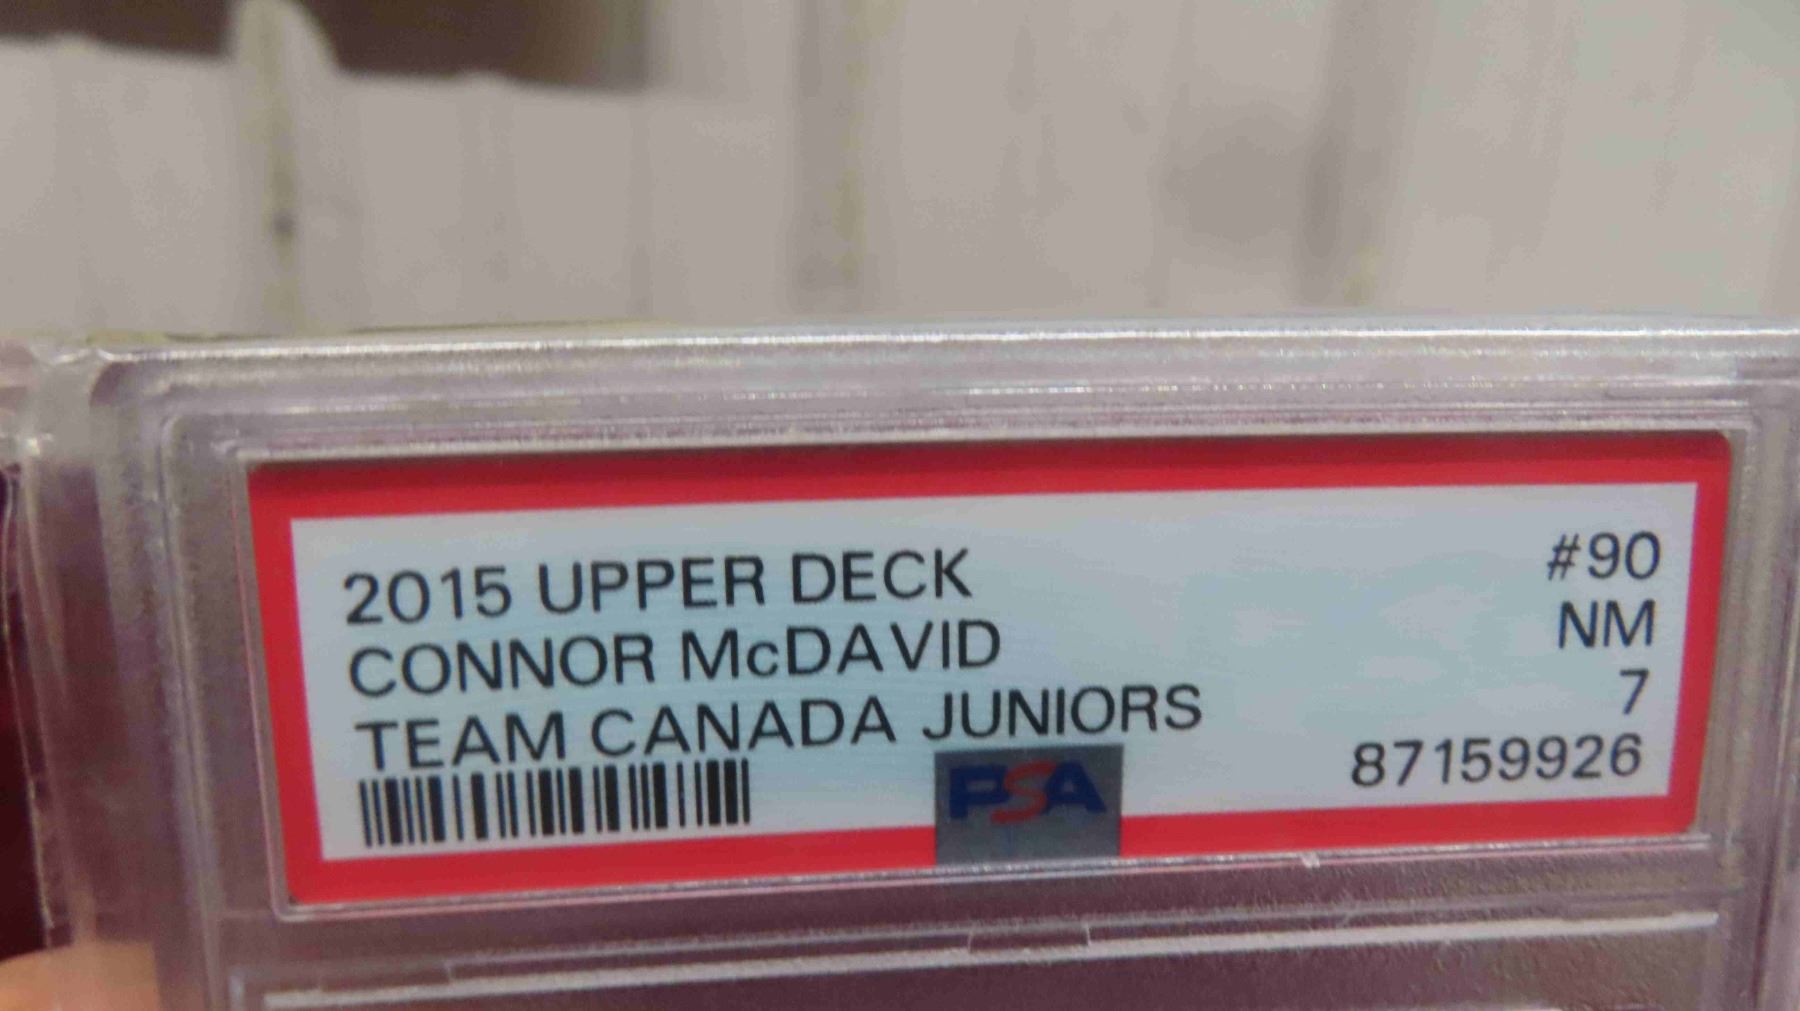 2015 UPPER DECK #90
CONNOR McDAVID NM
TEAM CANADA JUNIORS 7
PSA 87159926